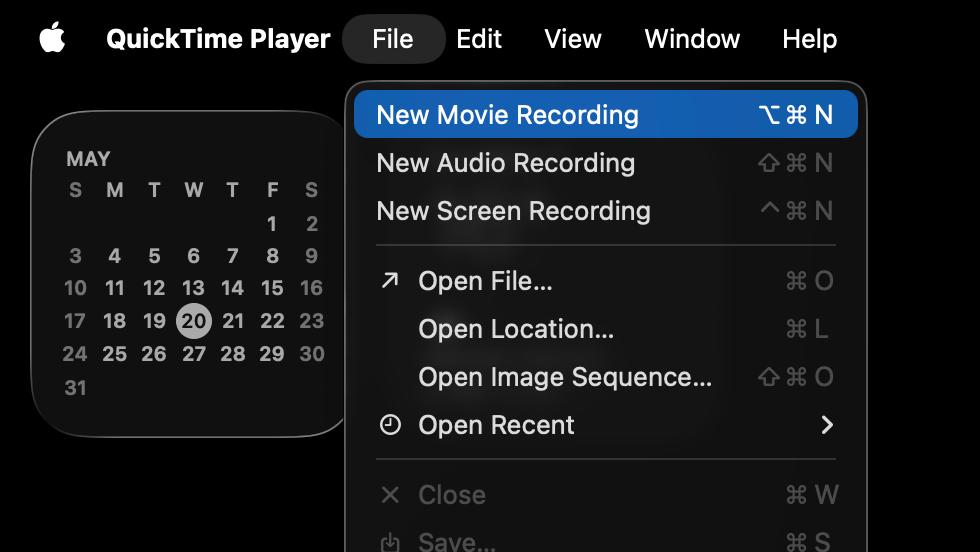 QuickTime Player File Edit View Window Help
MAY
S M T W T F S
1 2
3 4 5 6 7 8 9
10 11 12 13 14 15 16
17 18 19 20 21 22 23
24 25 26 27 28 29 30
31
New Movie Recording ⌥⌘N
New Audio Recording ⇧⌘N
New Screen Recording ^⌘N
Open File... ⌘O
Open Location... ⌘L
Open Image Sequence... ⇧⌘O
Open Recent
Close ⌘W
Save... ⌘S